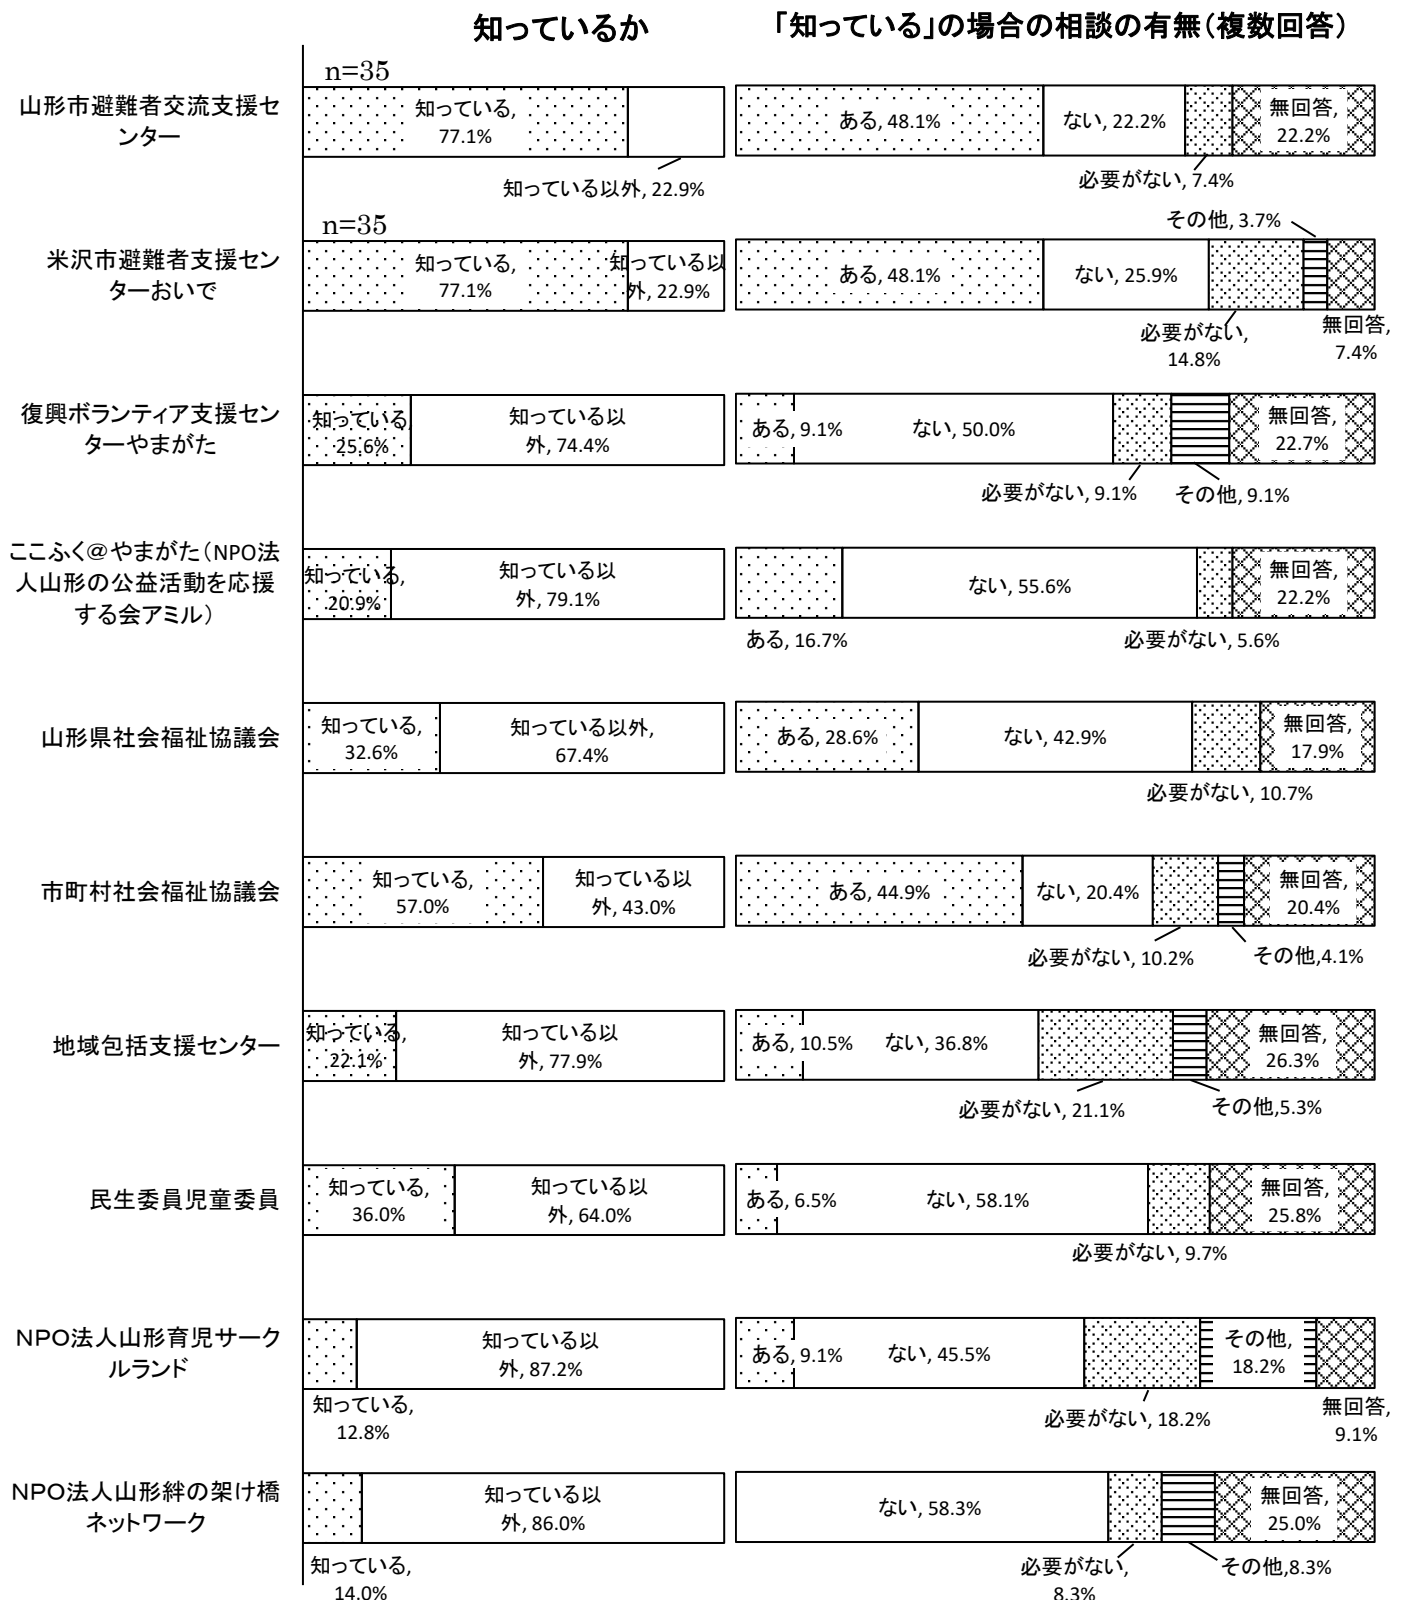 知っているか
「知っている」の場合の相談の有無（複数回答）
n=35
山形市避難者交流支援セ
ンター
知っている,
77.1%
知っている以外, 22.9%
ある, 48.1%
ない, 22.2%
必要がない, 7.4%
無回答,
22.2%
n=35
米沢市避難者支援セン
ターおいで
知っている,
77.1%
知っている以
外, 22.9%
ある, 48.1%
ない, 25.9%
必要がない,
14.8%
その他, 3.7%
無回答,
7.4%
復興ボランティア支援セン
ターやまがた
知っている,
25.6%
知っている以
外, 74.4%
ある, 9.1%
ない, 50.0%
必要がない, 9.1%
その他, 9.1%
無回答,
22.7%
ここふく＠やまがた（NPO法
人山形の公益活動を応援
する会アミル）
知っている,
20.9%
知っている以
外, 79.1%
ある, 16.7%
ない, 55.6%
必要がない, 5.6%
無回答,
22.2%
山形県社会福祉協議会
知っている,
32.6%
知っている以外,
67.4%
ある, 28.6%
ない, 42.9%
必要がない, 10.7%
無回答,
17.9%
市町村社会福祉協議会
知っている,
57.0%
知っている以
外, 43.0%
ある, 44.9%
ない, 20.4%
必要がない, 10.2%
その他,4.1%
無回答,
20.4%
地域包括支援センター
知っている,
22.1%
知っている以
外, 77.9%
ある, 10.5%
ない, 36.8%
必要がない, 21.1%
その他,5.3%
無回答,
26.3%
民生委員児童委員
知っている,
36.0%
知っている以
外, 64.0%
ある, 6.5%
ない, 58.1%
必要がない, 9.7%
無回答,
25.8%
NPO法人山形育児サーク
ルランド
知っている,
12.8%
知っている以
外, 87.2%
ある, 9.1%
ない, 45.5%
必要がない, 18.2%
その他,
18.2%
無回答,
9.1%
NPO法人山形絆の架け橋
ネットワーク
知っている,
14.0%
知っている以
外, 86.0%
ない, 58.3%
必要がない,
8.3%
その他,8.3%
無回答,
25.0%